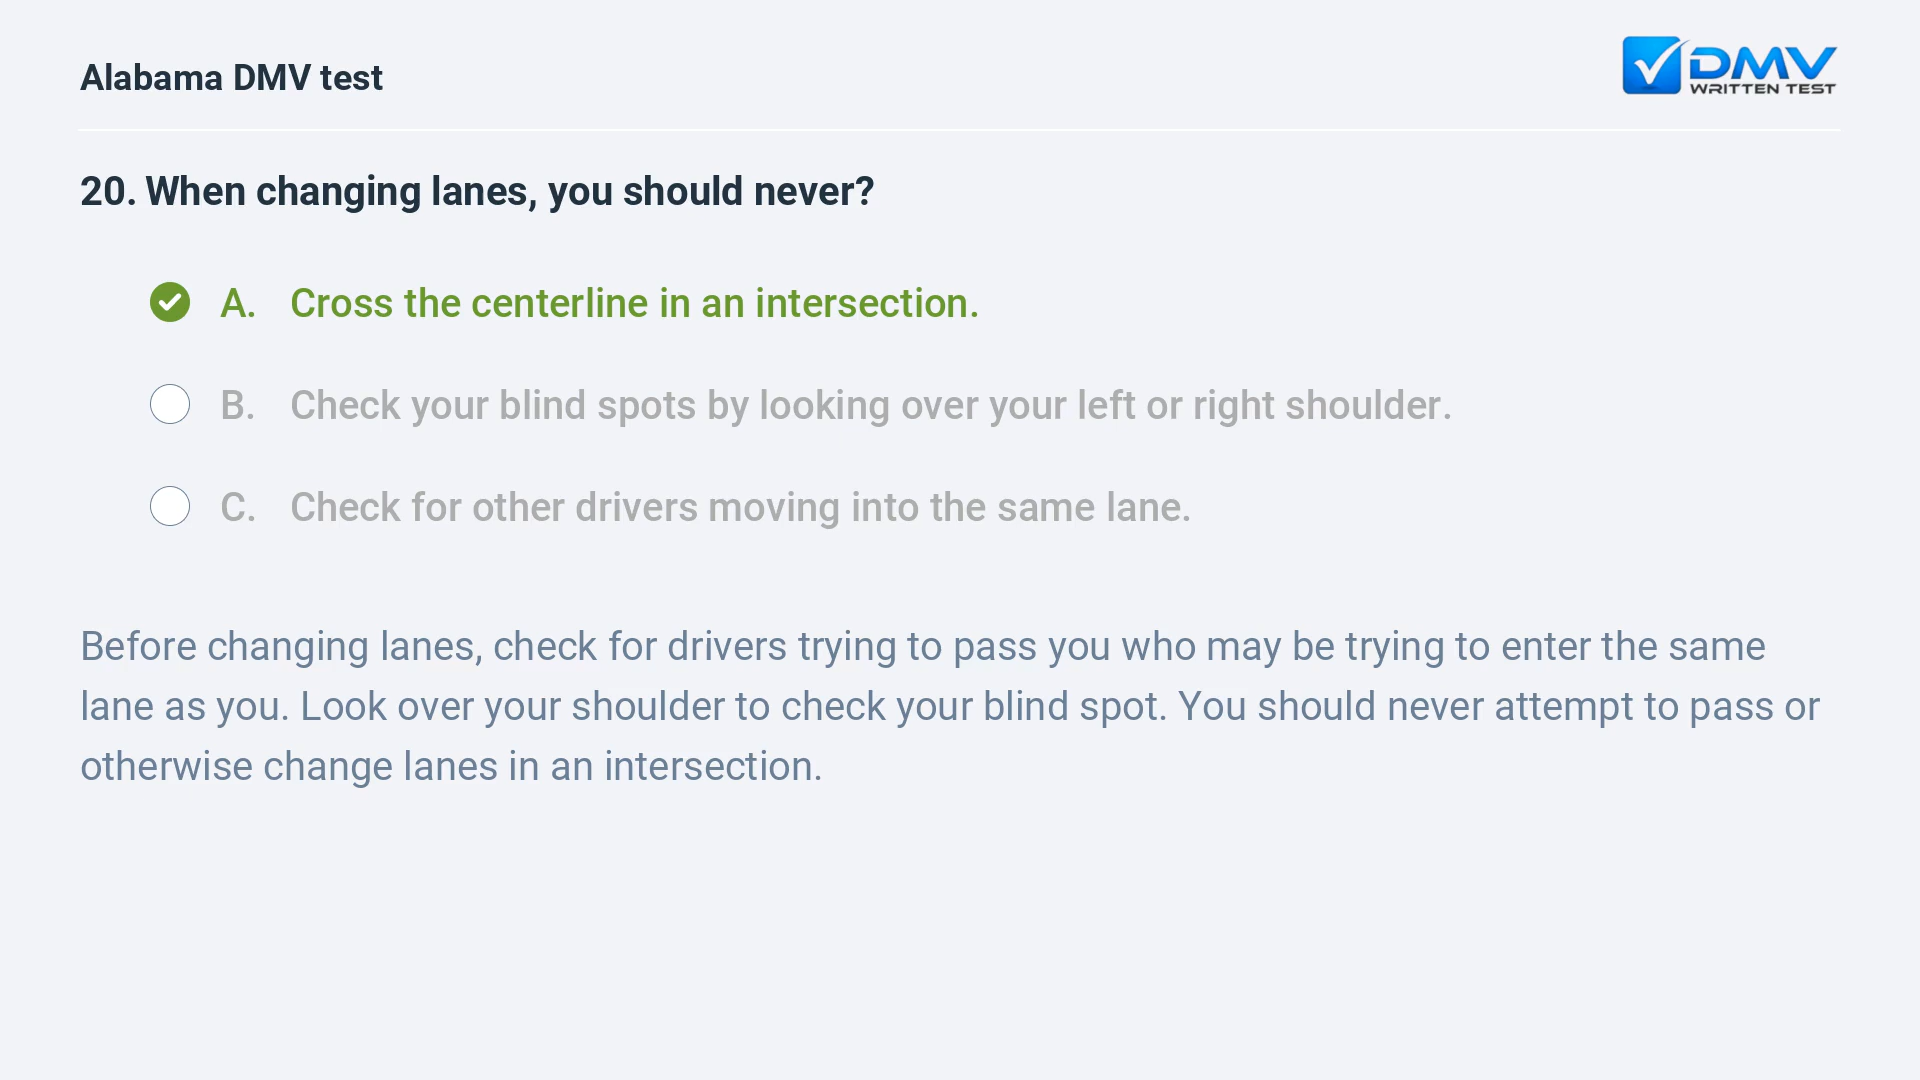 Alabama DMV test
DMV
WRITTEN TEST
20. When changing lanes, you should never?
A. Cross the centerline in an intersection.
B. Check your blind spots by looking over your left or right shoulder.
C. Check for other drivers moving into the same lane.
Before changing lanes, check for drivers trying to pass you who may be trying to enter the same
lane as you. Look over your shoulder to check your blind spot. You should never attempt to pass or
otherwise change lanes in an intersection.